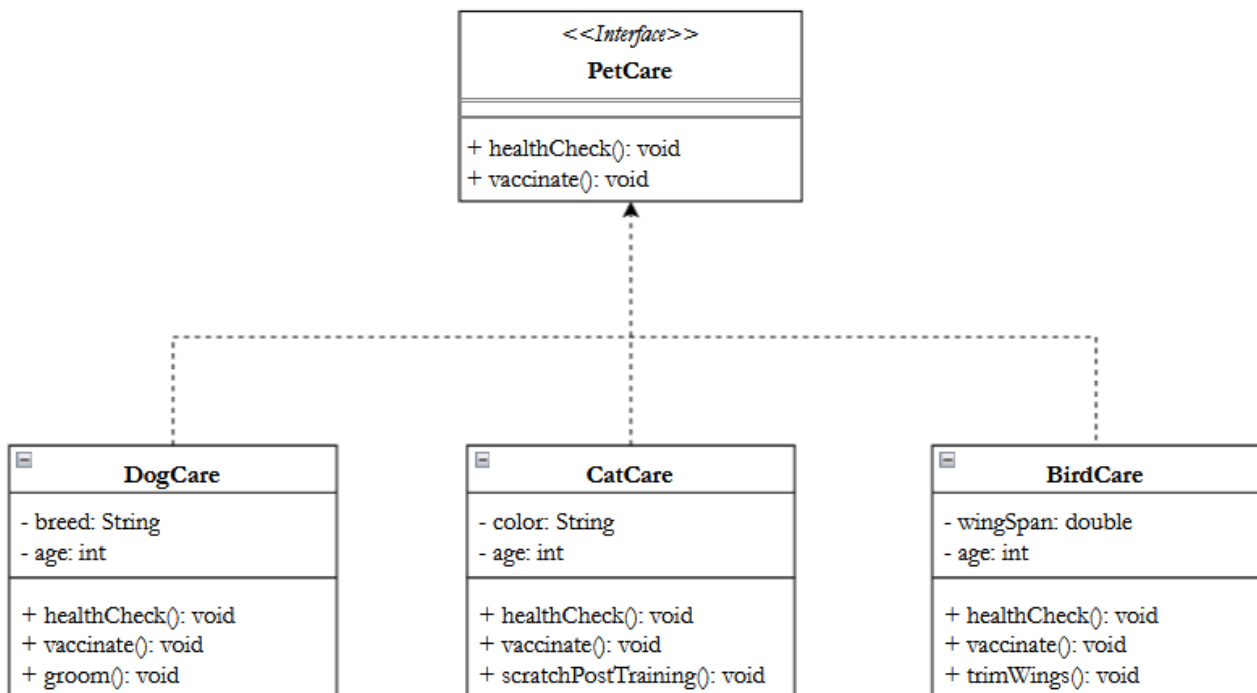 <<Interface>>
PetCare
+ healthCheck(): void
+ vaccinate(): void
DogCare
- breed: String
- age: int
+ healthCheck(): void
+ vaccinate(): void
+ groom(): void
CatCare
- color: String
- age: int
+ healthCheck(): void
+ vaccinate(): void
+ scratchPostTraining(): void
BirdCare
- wingSpan: double
- age: int
+ healthCheck(): void
+ vaccinate(): void
+ trimWings(): void